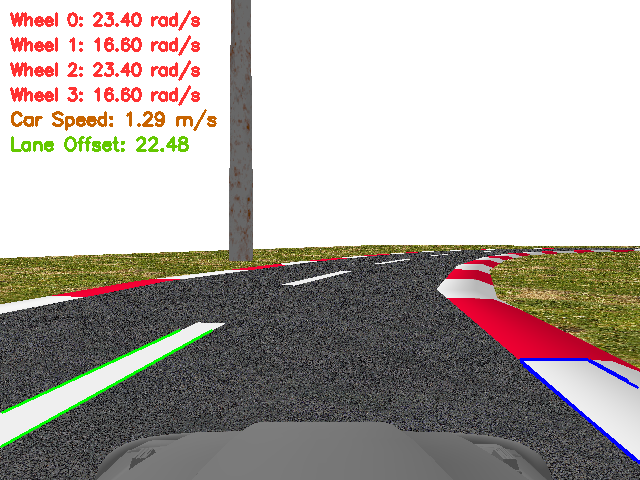 Wheel 0: 23.40 rad/s
Wheel 1: 16.60 rad/s
Wheel 2: 23.40 rad/s
Wheel 3: 16.60 rad/s
Car Speed: 1.29 m/s
Lane Offset: 22.48